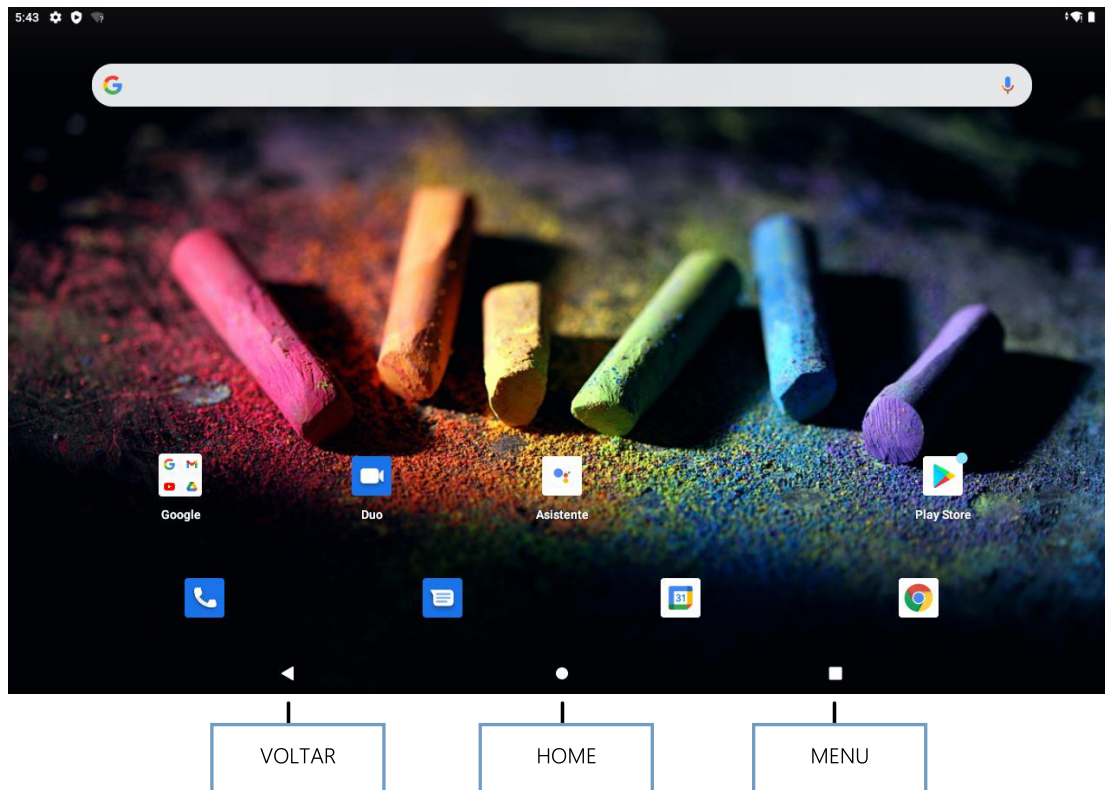 5:43
Google
Duo
Asistente
Play Store
31
VOLTAR
HOME
MENU